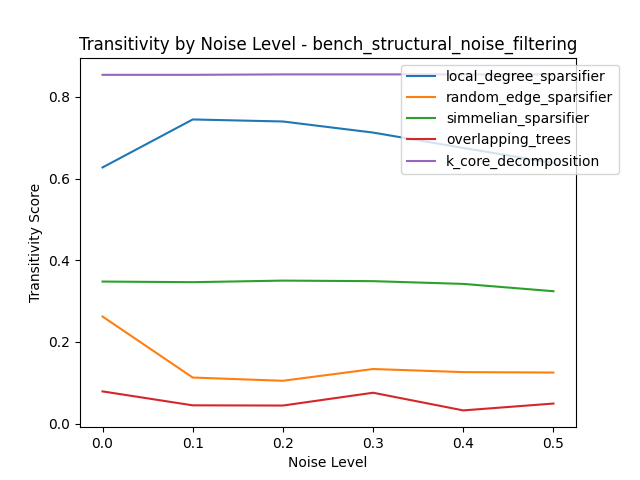 Transitivity by Noise Level - bench_structural_noise_filtering
local_degree_sparsifier
random_edge_sparsifier
simmelian_sparsifier
overlapping_trees
k_core_decomposition
Transitivity Score
0.8
0.6
0.4
0.2
0.0
0.0 0.1 0.2 0.3 0.4 0.5
Noise Level